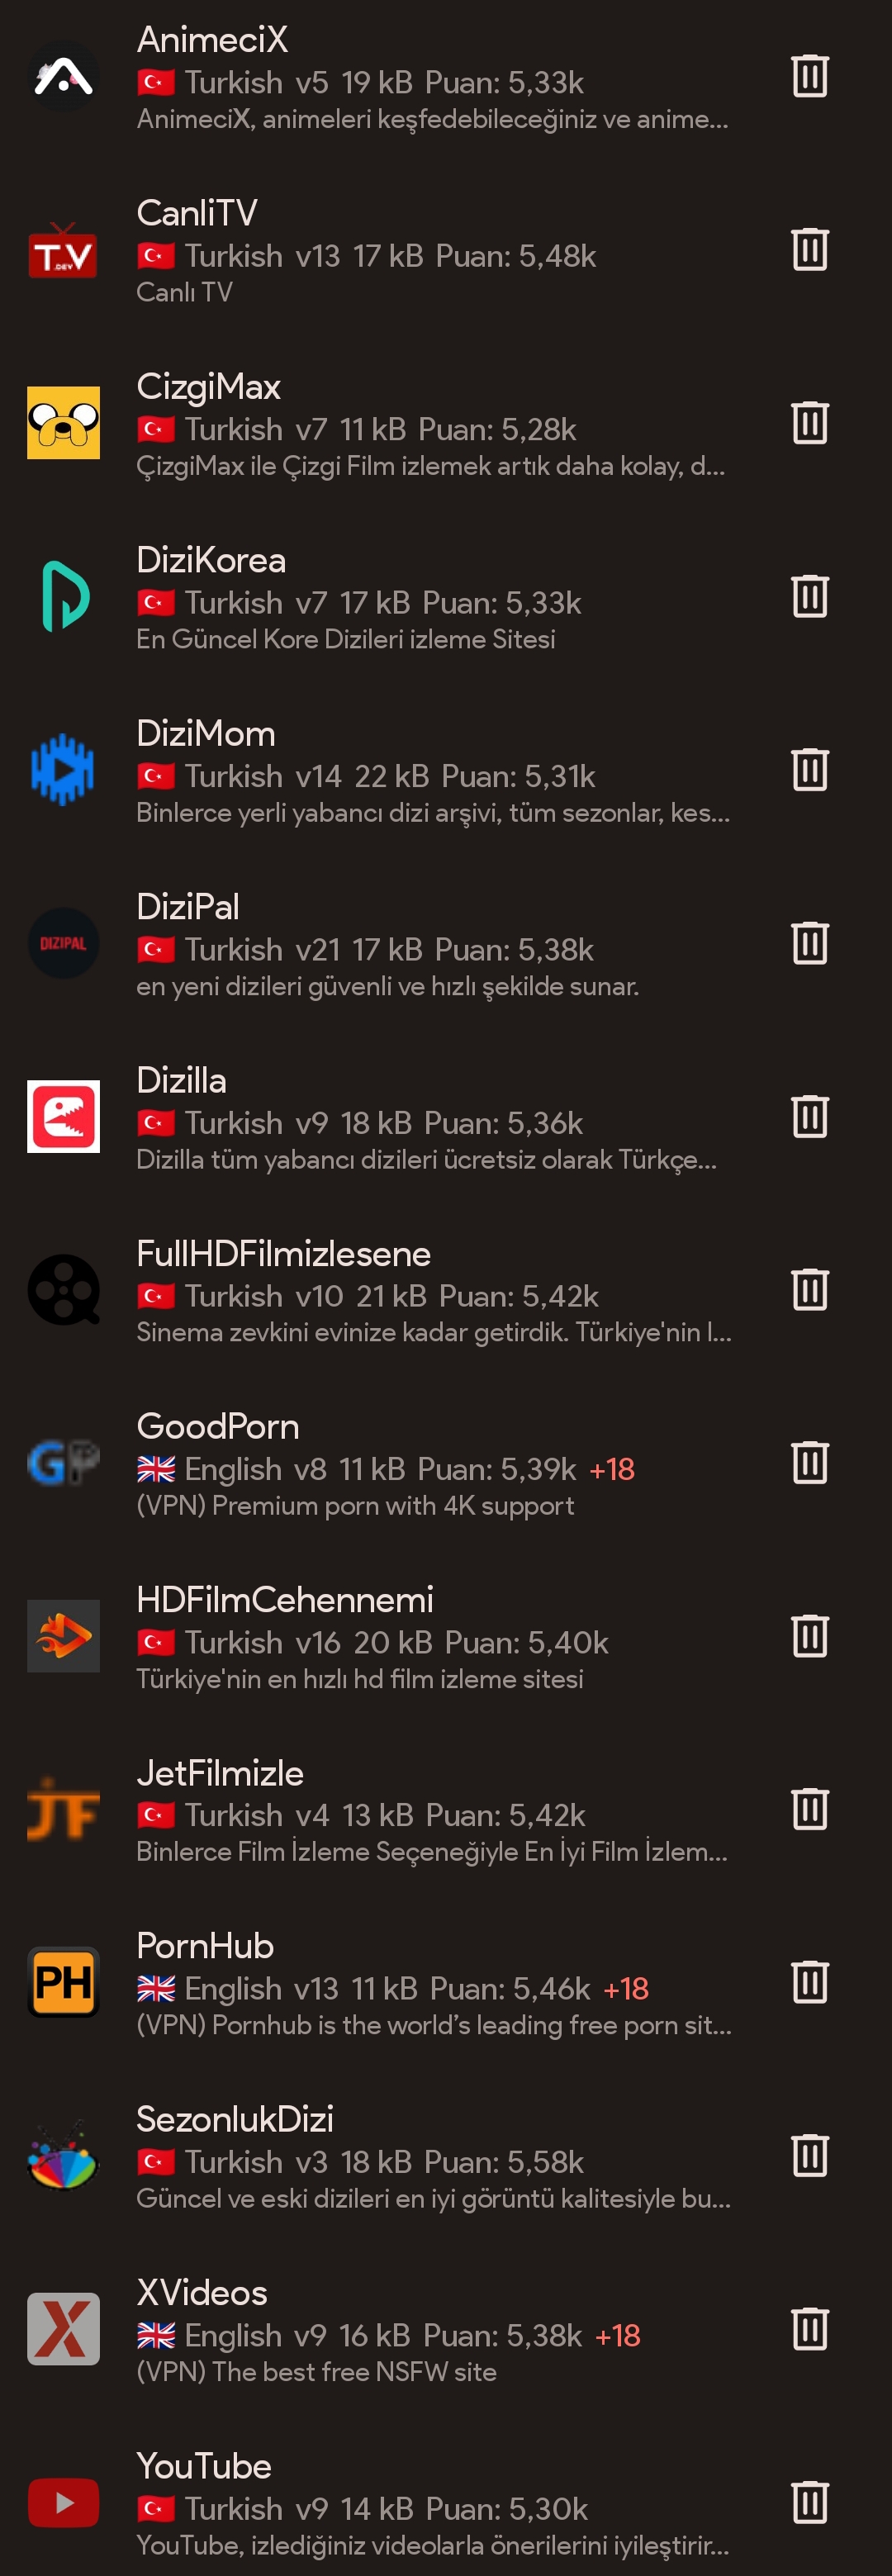 AnimeciX
Turkish v5 19 kB Puan: 5,33k
AnimeciX, animeleri keşfedebileceğiniz ve anime...
T.V
.DEV
CanliTV
Turkish v13 17 kB Puan: 5,48k
Canlı TV
CizgiMax
Turkish v7 11 kB Puan: 5,28k
ÇizgiMax ile Çizgi Film izlemek artık daha kolay, d...
DiziKorea
Turkish v7 17 kB Puan: 5,33k
En Güncel Kore Dizileri izleme Sitesi
DiziMom
Turkish v14 22 kB Puan: 5,31k
Binlerce yerli yabancı dizi arşivi, tüm sezonlar, kes...
DIZIPAL
DiziPal
Turkish v21 17 kB Puan: 5,38k
en yeni dizileri güvenli ve hızlı şekilde sunar.
Dizilla
Turkish v9 18 kB Puan: 5,36k
Dizilla tüm yabancı dizileri ücretsiz olarak Türkçe...
FullHDFilmizlesene
Turkish v10 21 kB Puan: 5,42k
Sinema zevkini evinize kadar getirdik. Türkiye'nin l...
GP
GoodPorn
English v8 11 kB Puan: 5,39k +18
(VPN) Premium porn with 4K support
HDFilmCehennemi
Turkish v16 20 kB Puan: 5,40k
Türkiye'nin en hızlı hd film izleme sitesi
JF
JetFilmizle
Turkish v4 13 kB Puan: 5,42k
Binlerce Film İzleme Seçeneğiyle En İyi Film İzlem...
PH
PornHub
English v13 11 kB Puan: 5,46k +18
(VPN) Pornhub is the world’s leading free porn sit...
SezonlukDizi
Turkish v3 18 kB Puan: 5,58k
Güncel ve eski dizileri en iyi görüntü kalitesiyle bu...
X
XVideos
English v9 16 kB Puan: 5,38k +18
(VPN) The best free NSFW site
YouTube
Turkish v9 14 kB Puan: 5,30k
YouTube, izlediğiniz videolarla önerilerini iyileştirir...